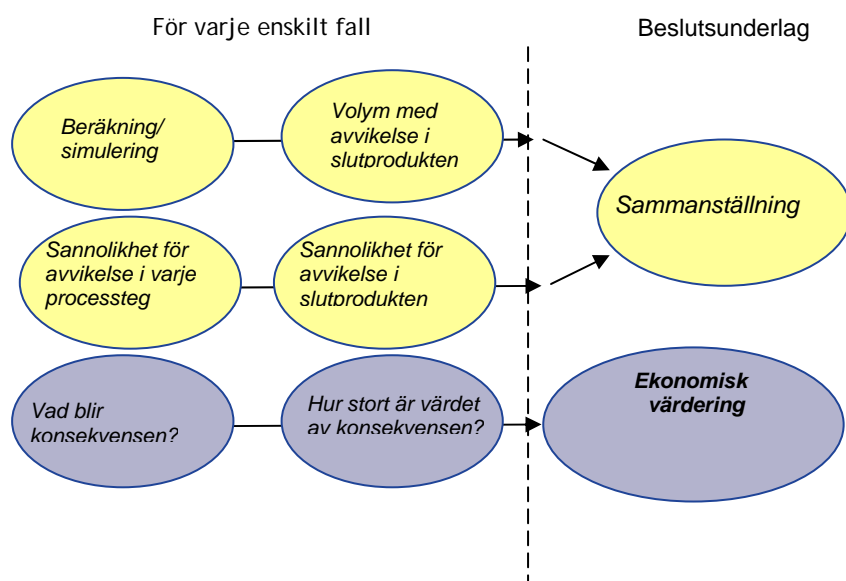 För varje enskilt fall
Beslutsunderlag
Beräkning/
simulering
Volym med
avvikelse i
slutprodukten
Sammanställning
Sannolikhet för
avvikelse i varje
processteg
Sannolikhet för
avvikelse i
slutprodukten
Vad blir
konsekvensen?
Hur stort är värdet
av konsekvensen?
Ekonomisk
värdering